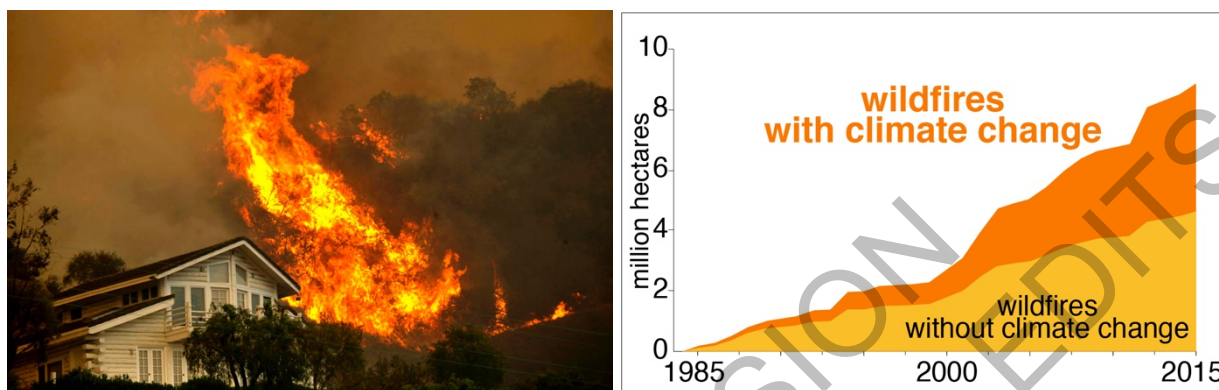 10
8
6
4
2
0
million hectares
wildfires
with climate change
wildfires
without climate change
1985
2000
2015
EDITS